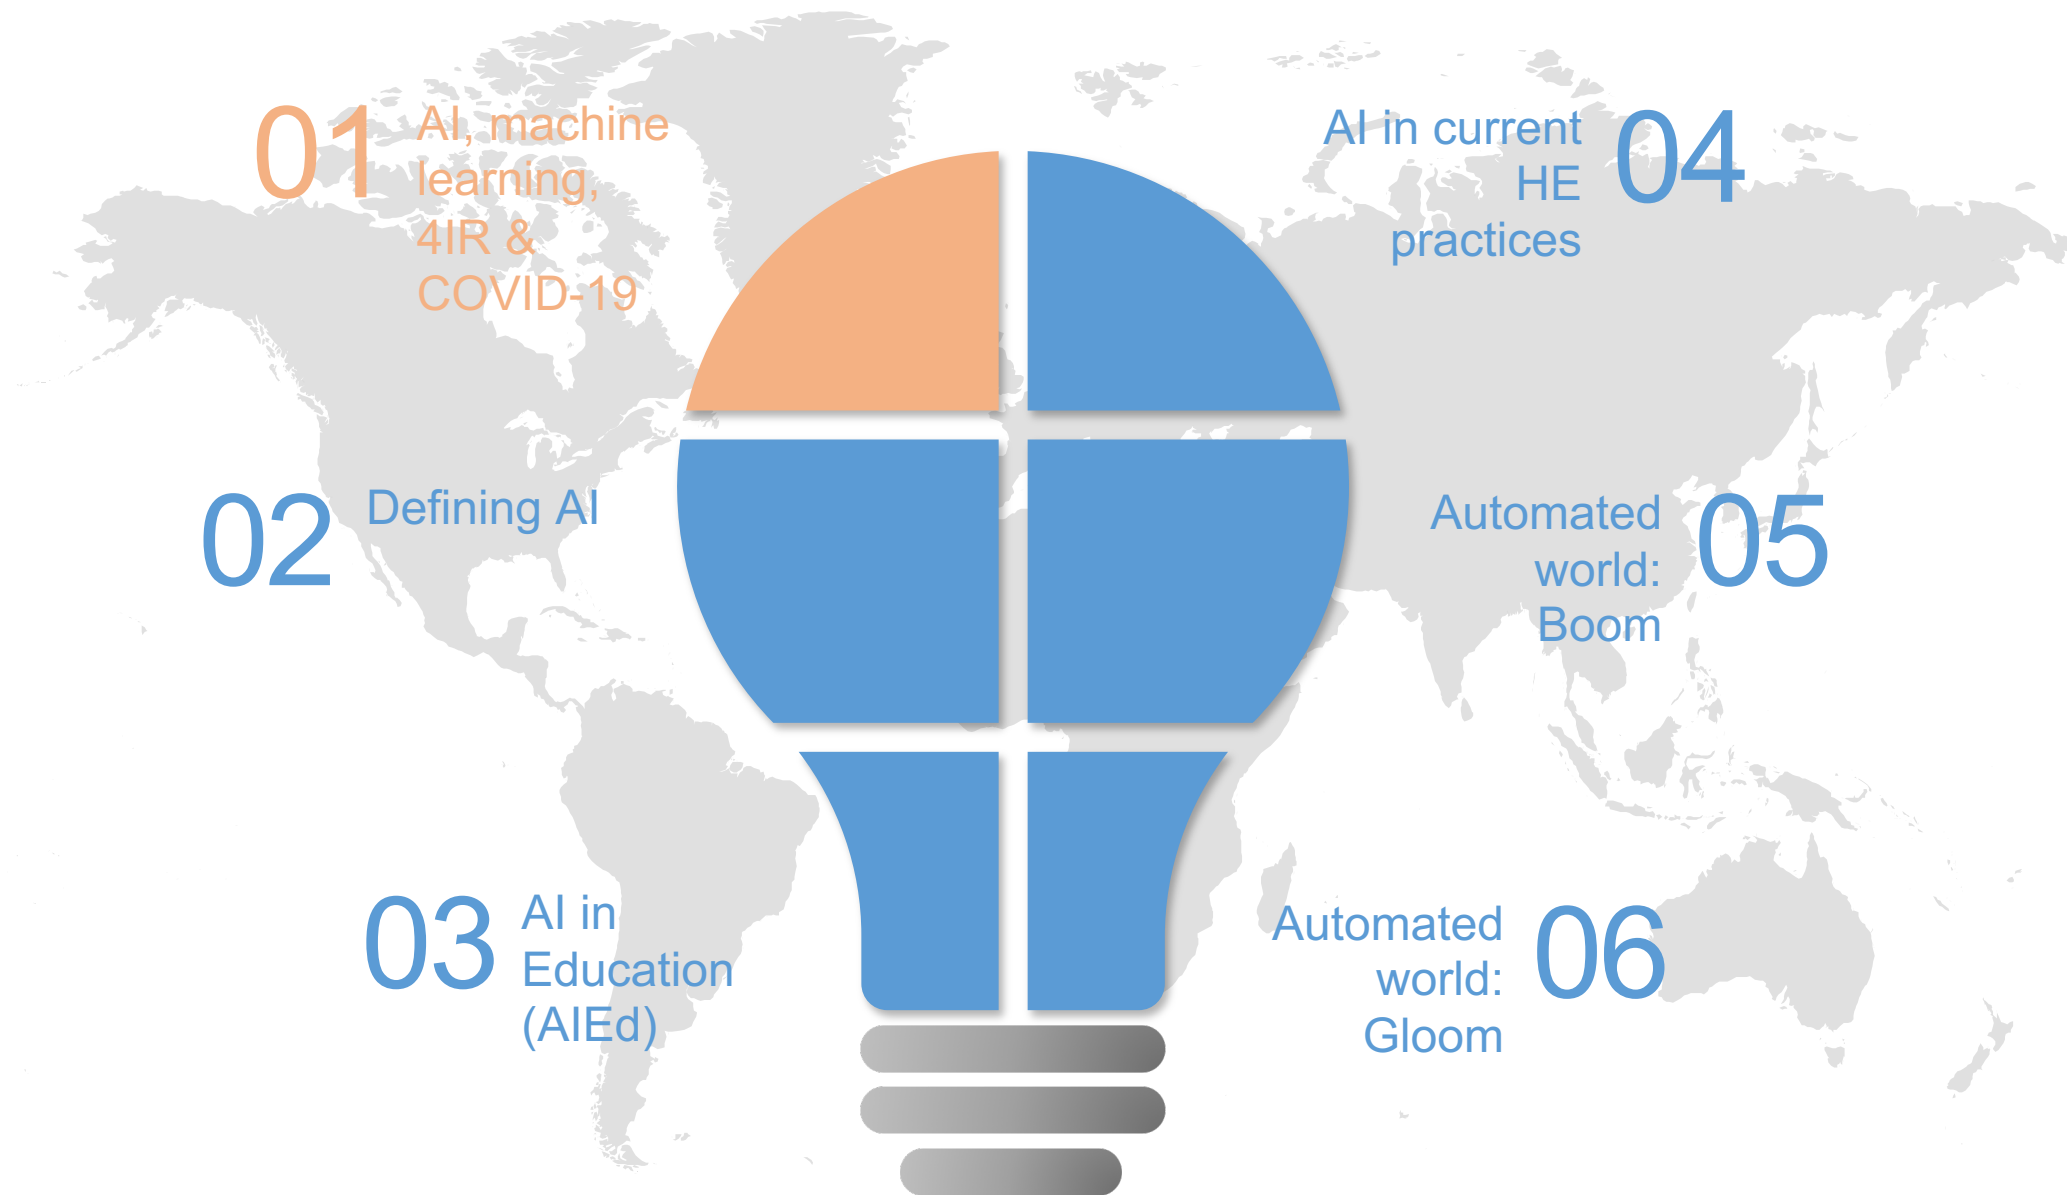 01
AI, machine
learning,
4IR &
COVID-19
02
Defining AI
03
AI in
Education
(AIEd)
04
AI in current
HE
practices
05
Automated
world:
Boom
06
Automated
world:
Gloom